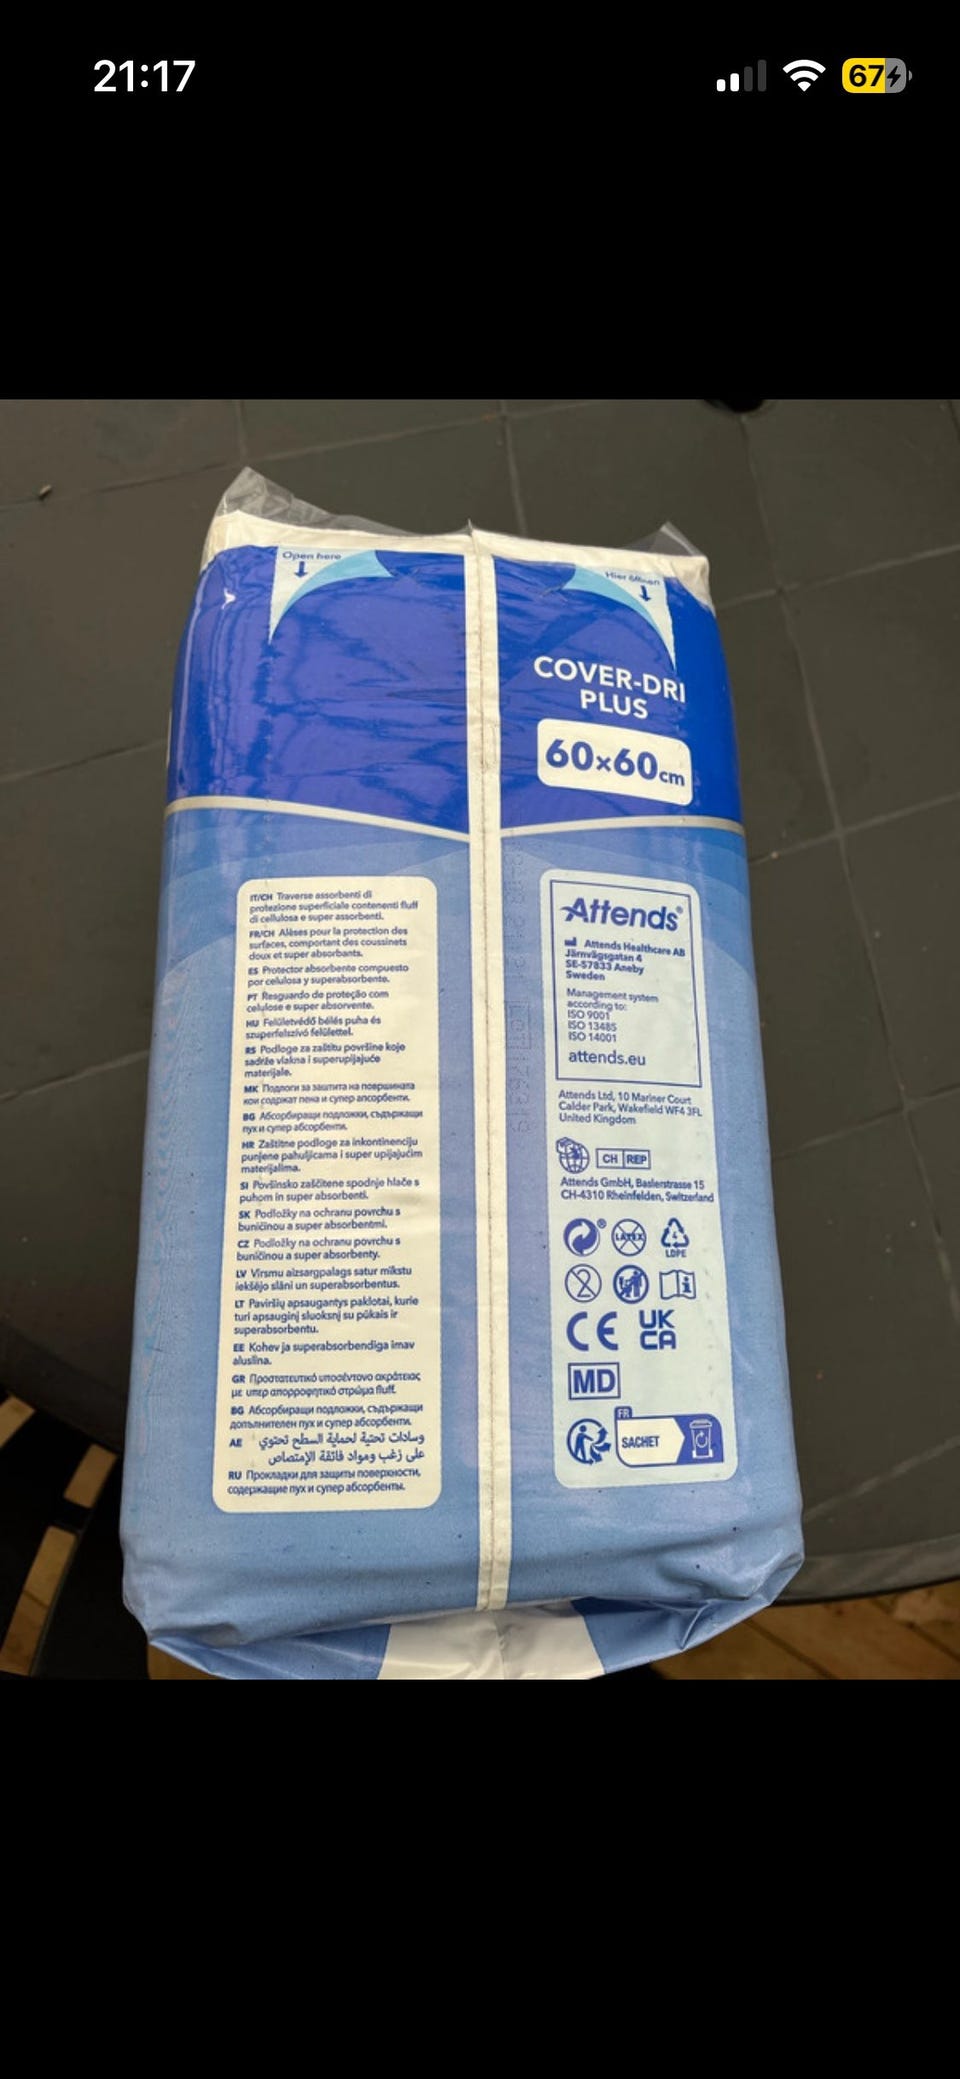 21:17
67
Open here
Hier öffnen
COVER-DRI
PLUS
60×60cm
IT/CH Traverse assorbenti di
protezione superficiale contenenti fluff
di cellulosa e super assorbenti.
FR/CH Alèses pour la protection des
surfaces, comportant des coussinets
doux et super absorbants.
ES Protector absorbente compuesto
por celulosa y superabsorbente.
PT Resguardo de proteção com
celulose e super absorvente.
HU Felületvédő bélés puha és
szuperfelszívó felülettel.
RS Podloge za zaštitu površine koje
sadrže vlakna i superupijajuće
materijale.
MK Подлоги за заштита на површината
кои содржат пена и супер апсорбенти.
BG Абсорбиращи подложки, съдържащи
пух и супер абсорбенти.
HR Zaštitne podloge za inkontinenciju
punjene pahuljicama i super upijajućim
materijalima.
SI Površinsko zaščitene spodnje hlače s
puhom in super absorbenti.
SK Podložky na ochranu povrchu s
buničinou a super absorbentmi.
CZ Podložky na ochranu povrchu s
buničinou a super absorbenty.
LV Virsmu aizsargpalags satur mīkstu
iekšējo slāni un superabsorbentus.
LT Paviršių apsaugantys paklotai, kurie
turi apsauginį sluoksnį su pūkais ir
superabsorbentu.
EE Kohev ja superabsorbendiga imav
aluslina.
GR Προστατευτικό υποσέντονο ακράτειας
με υπερ απορροφητικό στρώμα fluff.
BG Абсорбиращи подложки, съдържащи
допълнителен пух и супер абсорбенти.
AE وسادات تحتية لحماية السطح تحتوي
على زغب ومواد فائقة الإمتصاص
RU Прокладки для защиты поверхности,
содержащие пух и супер абсорбенты.
Attends®
Attends Healthcare AB
Järnvägsgatan 4
SE-57833 Aneby
Sweden
Management system
according to:
ISO 9001
ISO 13485
ISO 14001
attends.eu
Attends Ltd, 10 Mariner Court
Calder Park, Wakefield WF4 3FL
United Kingdom
CH REP
Attends GmbH, Baslerstrasse 15
CH-4310 Rheinfelden, Switzerland
®
LATEX
4
LDPE
2
CE
UK
CA
MD
FR
SACHET